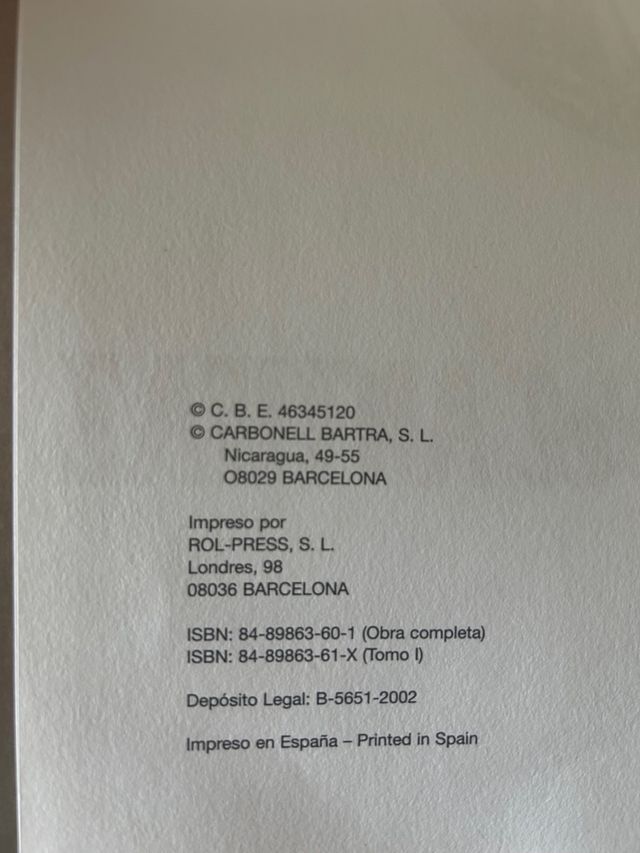 © C. B. E. 46345120
© CARBONELL BARTRA, S. L.
Nicaragua, 49-55
O8029 BARCELONA
Impreso por
ROL-PRESS, S. L.
Londres, 98
08036 BARCELONA
ISBN: 84-89863-60-1 (Obra completa)
ISBN: 84-89863-61-X (Tomo I)
Depósito Legal: B-5651-2002
Impreso en España – Printed in Spain